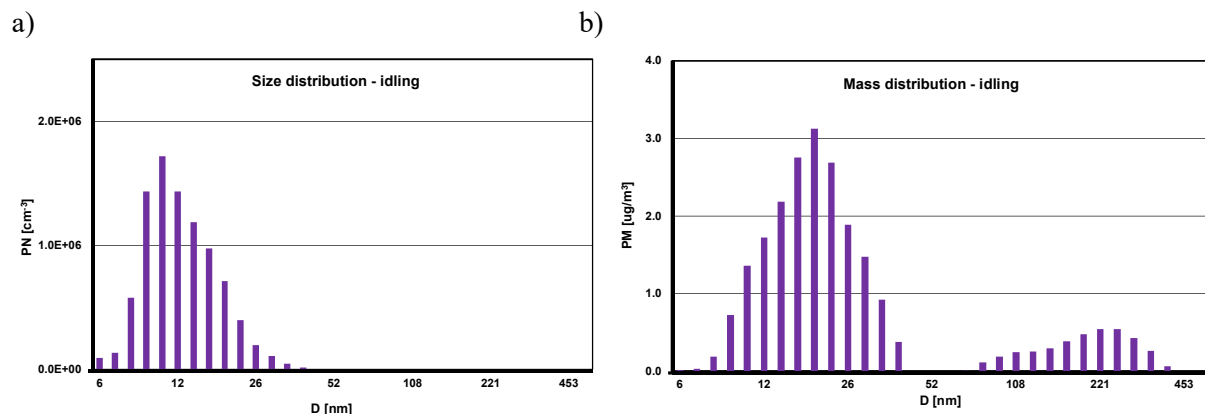 a)
b)
Size distribution - idling
2.0E+06
1.0E+06
0.0E+00
PN [cm-3]
6 12 26 52 108 221 453
D [nm]
Mass distribution - idling
4.0
3.0
2.0
1.0
0.0
PM [ug/m³]
6 12 26 52 108 221 453
D [nm]